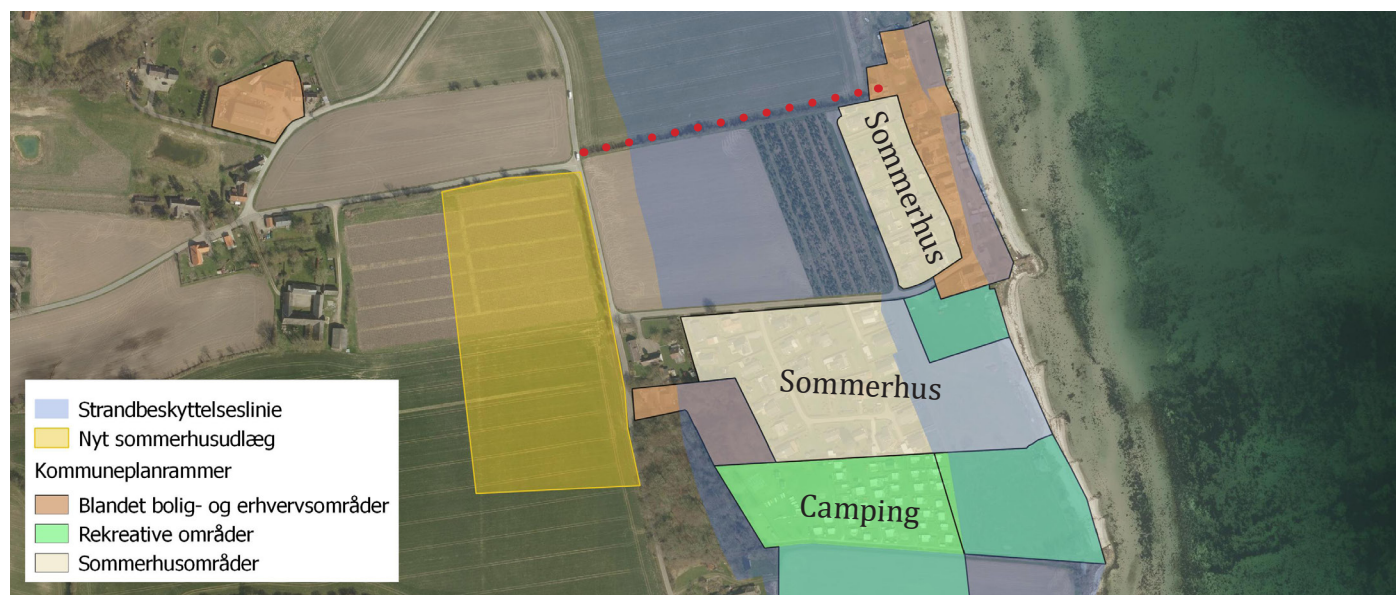 Sommerhus
Sommerhus
Camping
Strandbeskyttelseslinie
Nyt sommerhusudlæg
Kommuneplanrammer
Blandet bolig- og erhvervsområder
Rekreative områder
Sommerhusområder